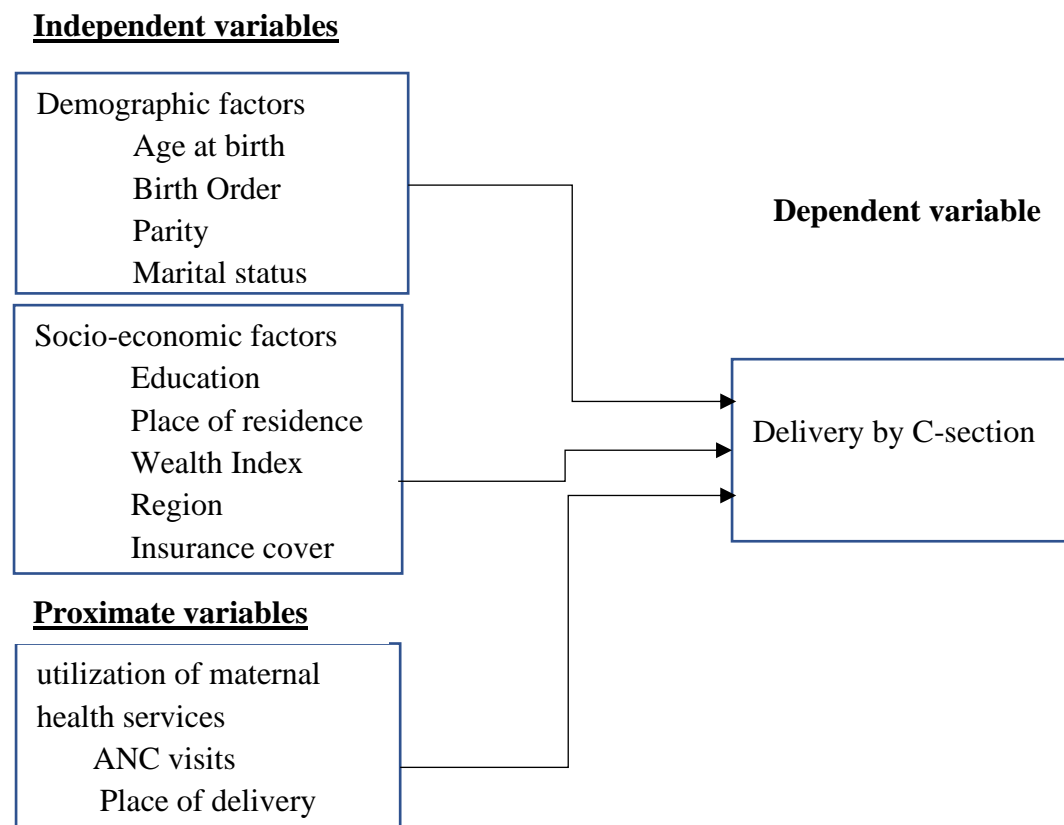 Independent variables
Demographic factors
Age at birth
Birth Order
Parity
Marital status
Dependent variable
Socio-economic factors
Education
Place of residence
Wealth Index
Region
Insurance cover
Delivery by C-section
Proximate variables
utilization of maternal
health services
ANC visits
Place of delivery